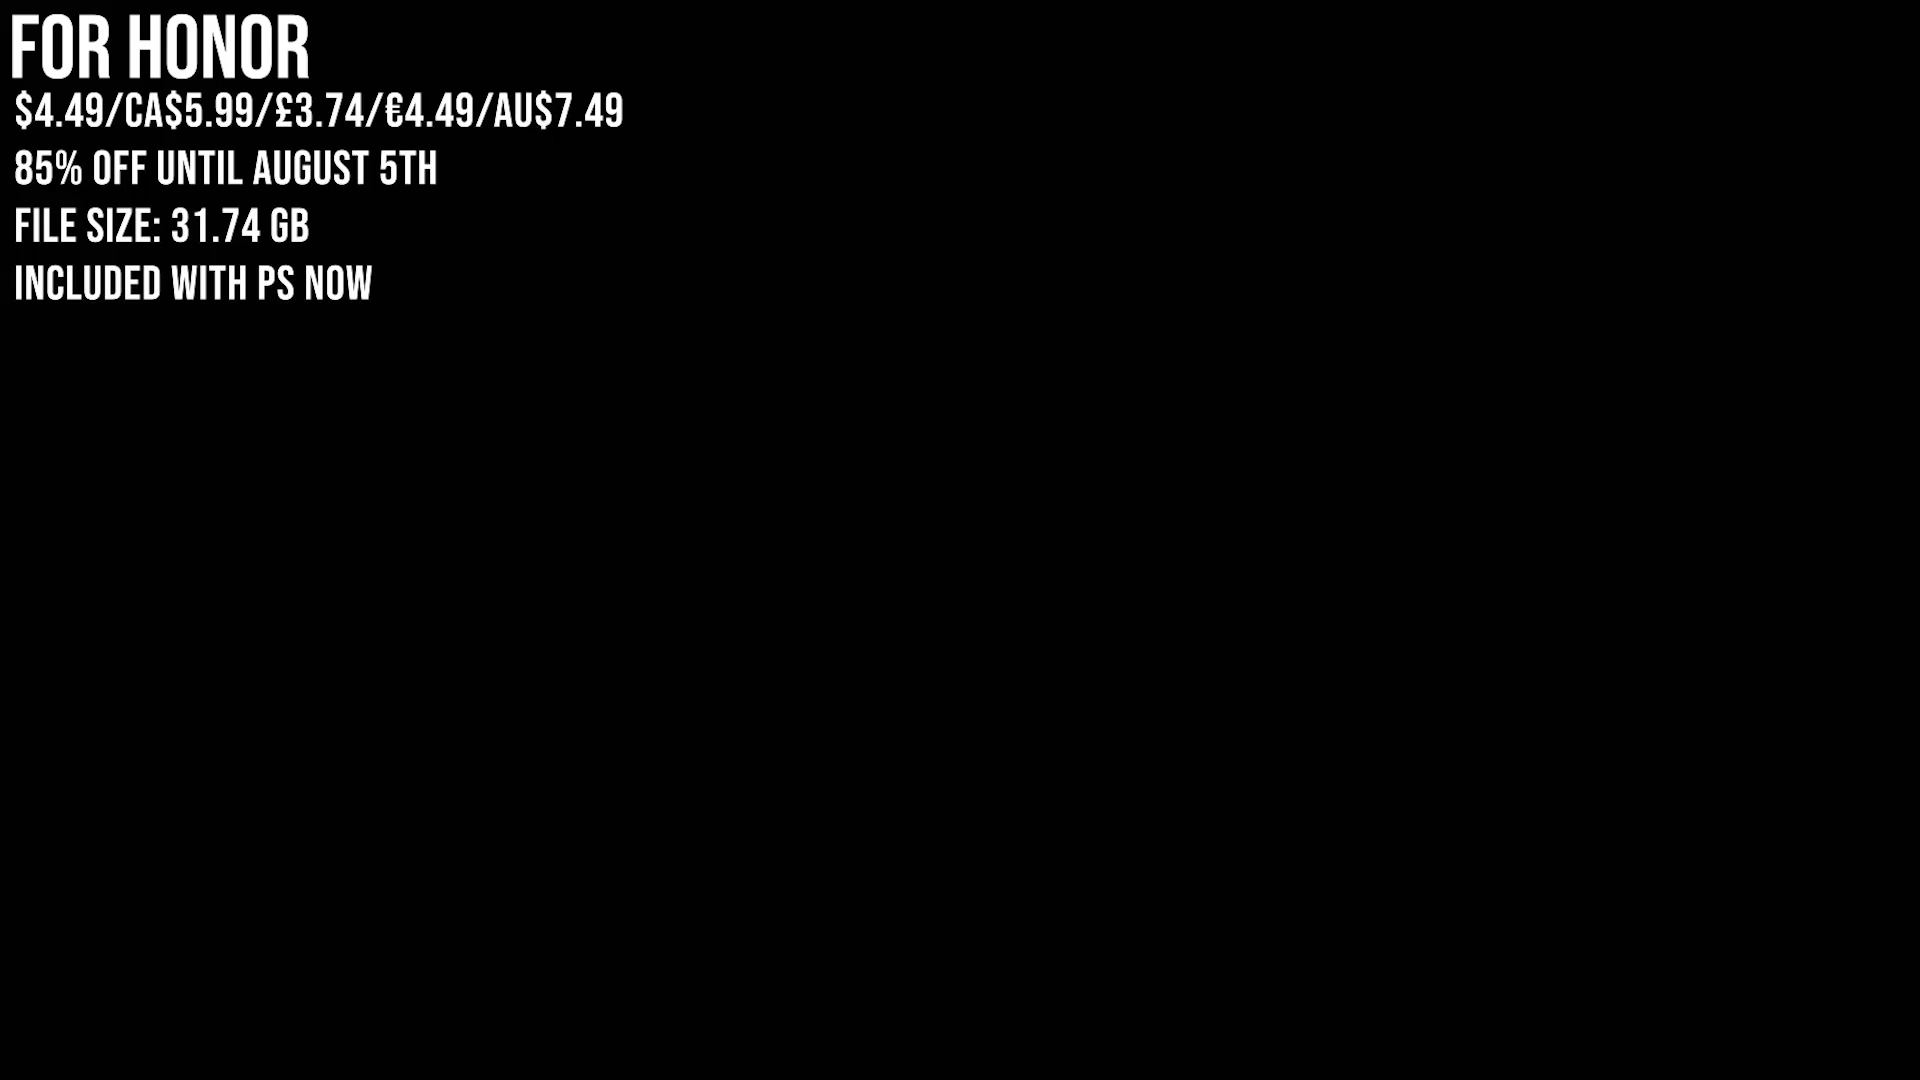 FOR HONOR
$4.49/CA$5.99/£3.74/€4.49/AU$7.49
85% OFF UNTIL AUGUST 5TH
FILE SIZE: 31.74 GB
INCLUDED WITH PS NOW